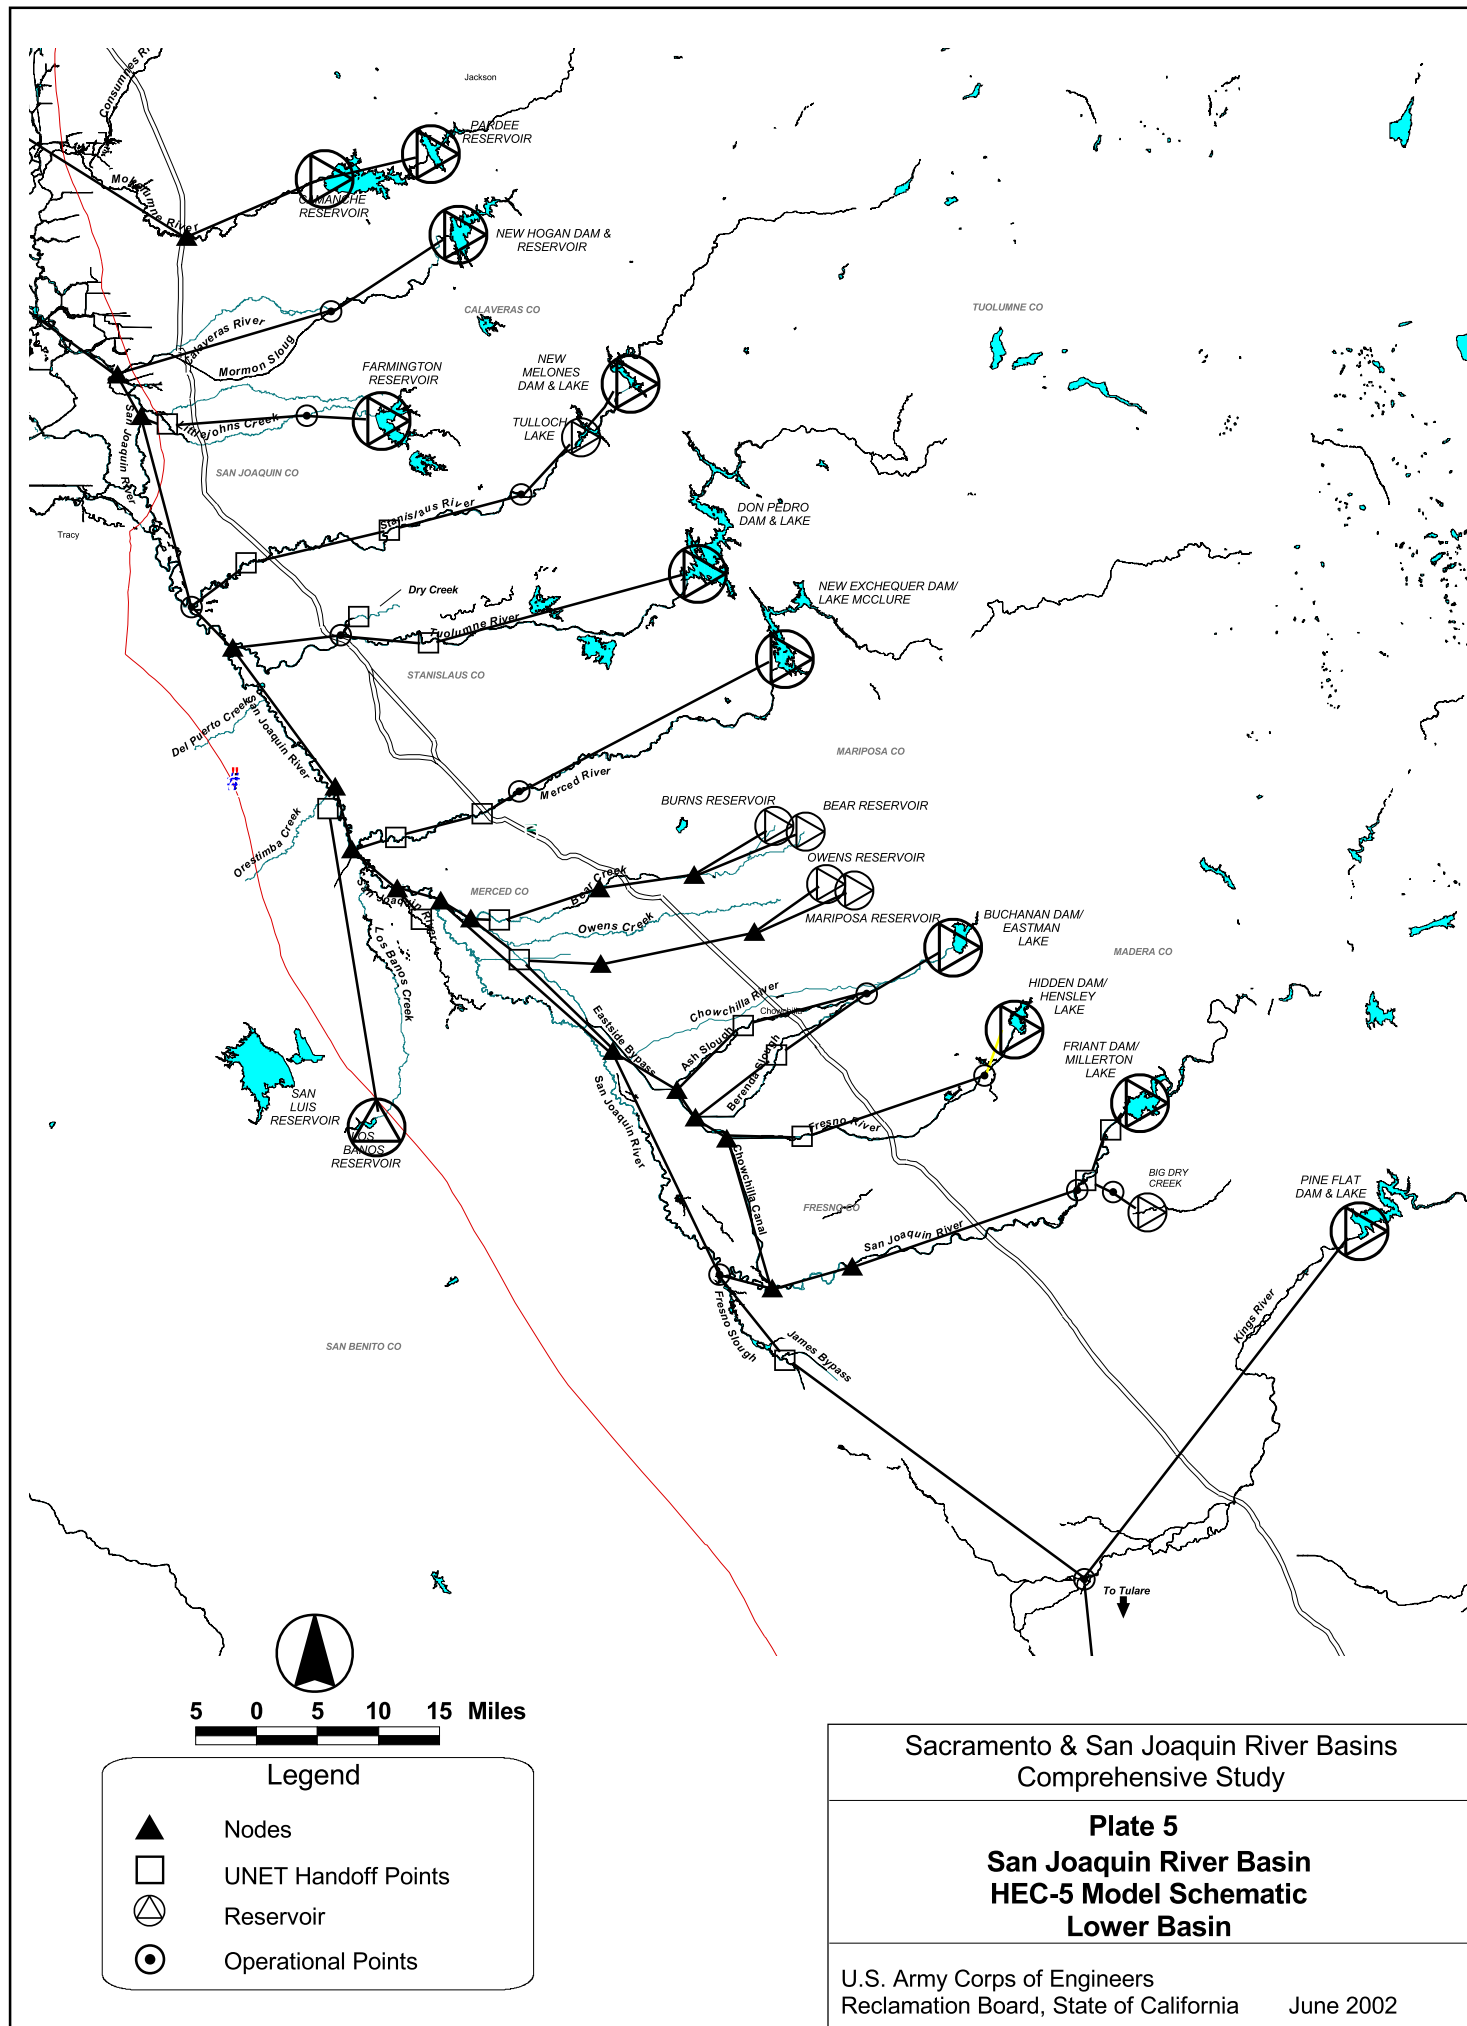 Consumnes Ri
Jackson
PARDEE
RESERVOIR
Mokelumne River
CAMANCHE
RESERVOIR
NEW HOGAN DAM &
RESERVOIR
CALAVERAS CO
TUOLUMNE CO
Calaveras River
Mormon Sloug
FARMINGTON
RESERVOIR
NEW
MELONES
DAM & LAKE
TULLOCH
LAKE
Littlejohns Creek
San Joaquin River
SAN JOAQUIN CO
Stanislaus River
DON PEDRO
DAM & LAKE
Tracy
Dry Creek
NEW EXCHEQUER DAM/
LAKE MCCLURE
Tuolumne River
STANISLAUS CO
Del Puerto Creek
San Joaquin River
MARIPOSA CO
Merced River
BURNS RESERVOIR
BEAR RESERVOIR
Orestimba Creek
OWENS RESERVOIR
MERCED CO
Bear Creek
San Joaquin River
Owens Creek
MARIPOSA RESERVOIR
BUCHANAN DAM/
EASTMAN
LAKE
Los Banos Creek
MADERA CO
HIDDEN DAM/
HENSLEY
LAKE
Chowchilla River
Chowchilla
Eastside Bypass
Ash Slough
Berenda Slough
FRIANT DAM/
MILLERTON
LAKE
SAN
LUIS
RESERVOIR
San Joaquin River
Fresno River
LOS
BANOS
RESERVOIR
Chowchilla Canal
BIG DRY
CREEK
PINE FLAT
DAM & LAKE
FRESNO CO
San Joaquin River
Fresno Slough
James Bypass
Kings River
SAN BENITO CO
To Tulare
5 0 5 10 15 Miles
Legend
Nodes
UNET Handoff Points
Reservoir
Operational Points
Sacramento & San Joaquin River Basins
Comprehensive Study
Plate 5
San Joaquin River Basin
HEC-5 Model Schematic
Lower Basin
U.S. Army Corps of Engineers
Reclamation Board, State of California June 2002